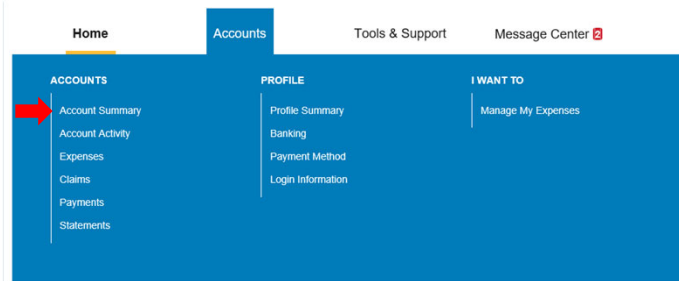 Home Accounts Tools & Support Message Center 2
ACCOUNTS
Account Summary
Account Activity
Expenses
Claims
Payments
Statements
PROFILE
Profile Summary
Banking
Payment Method
Login Information
I WANT TO
Manage My Expenses